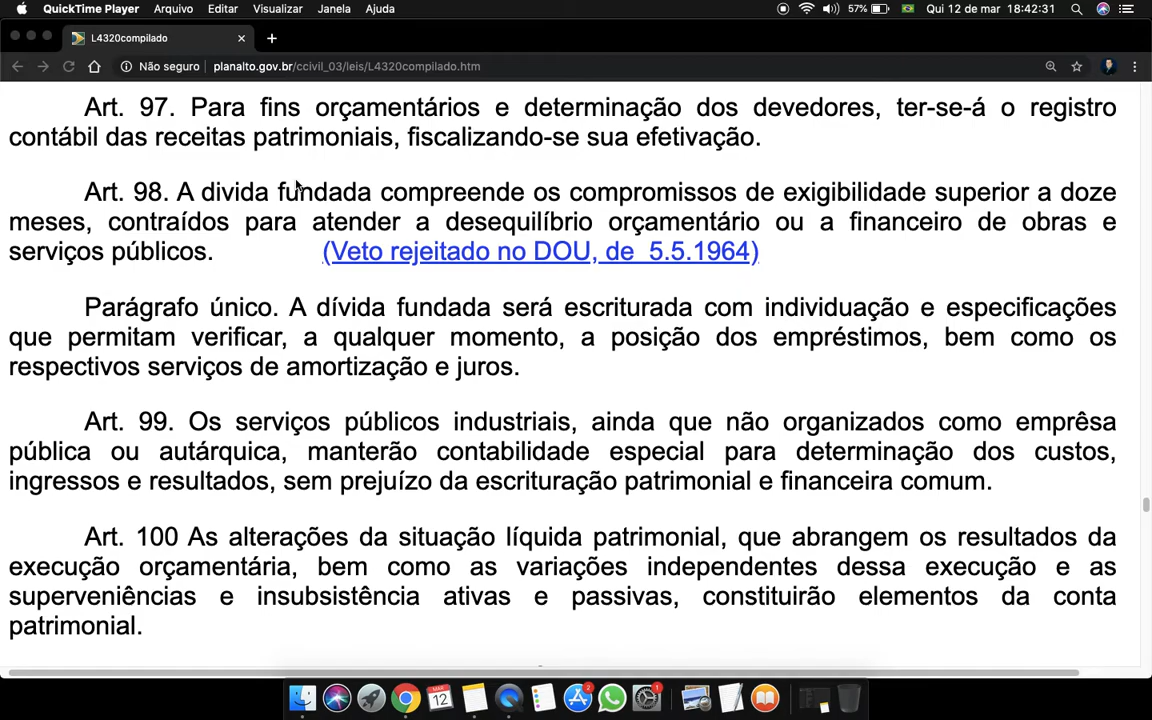 QuickTime Player Arquivo Editar Visualizar Janela Ajuda 57% Qui 12 de mar 18:42:31
L4320compilado
Não seguro planalto.gov.br/ccivil_03/leis/L4320compilado.htm
Art. 97. Para fins orçamentários e determinação dos devedores, ter-se-á o registro
contábil das receitas patrimoniais, fiscalizando-se sua efetivação.
Art. 98. A divida fundada compreende os compromissos de exigibilidade superior a doze
meses, contraídos para atender a desequilíbrio orçamentário ou a financeiro de obras e
serviços públicos. (Veto rejeitado no DOU, de 5.5.1964)
Parágrafo único. A dívida fundada será escriturada com individuação e especificações
que permitam verificar, a qualquer momento, a posição dos empréstimos, bem como os
respectivos serviços de amortização e juros.
Art. 99. Os serviços públicos industriais, ainda que não organizados como emprêsa
pública ou autárquica, manterão contabilidade especial para determinação dos custos,
ingressos e resultados, sem prejuízo da escrituração patrimonial e financeira comum.
Art. 100 As alterações da situação líquida patrimonial, que abrangem os resultados da
execução orçamentária, bem como as variações independentes dessa execução e as
superveniências e insubsistência ativas e passivas, constituirão elementos da conta
patrimonial.
12 2 1